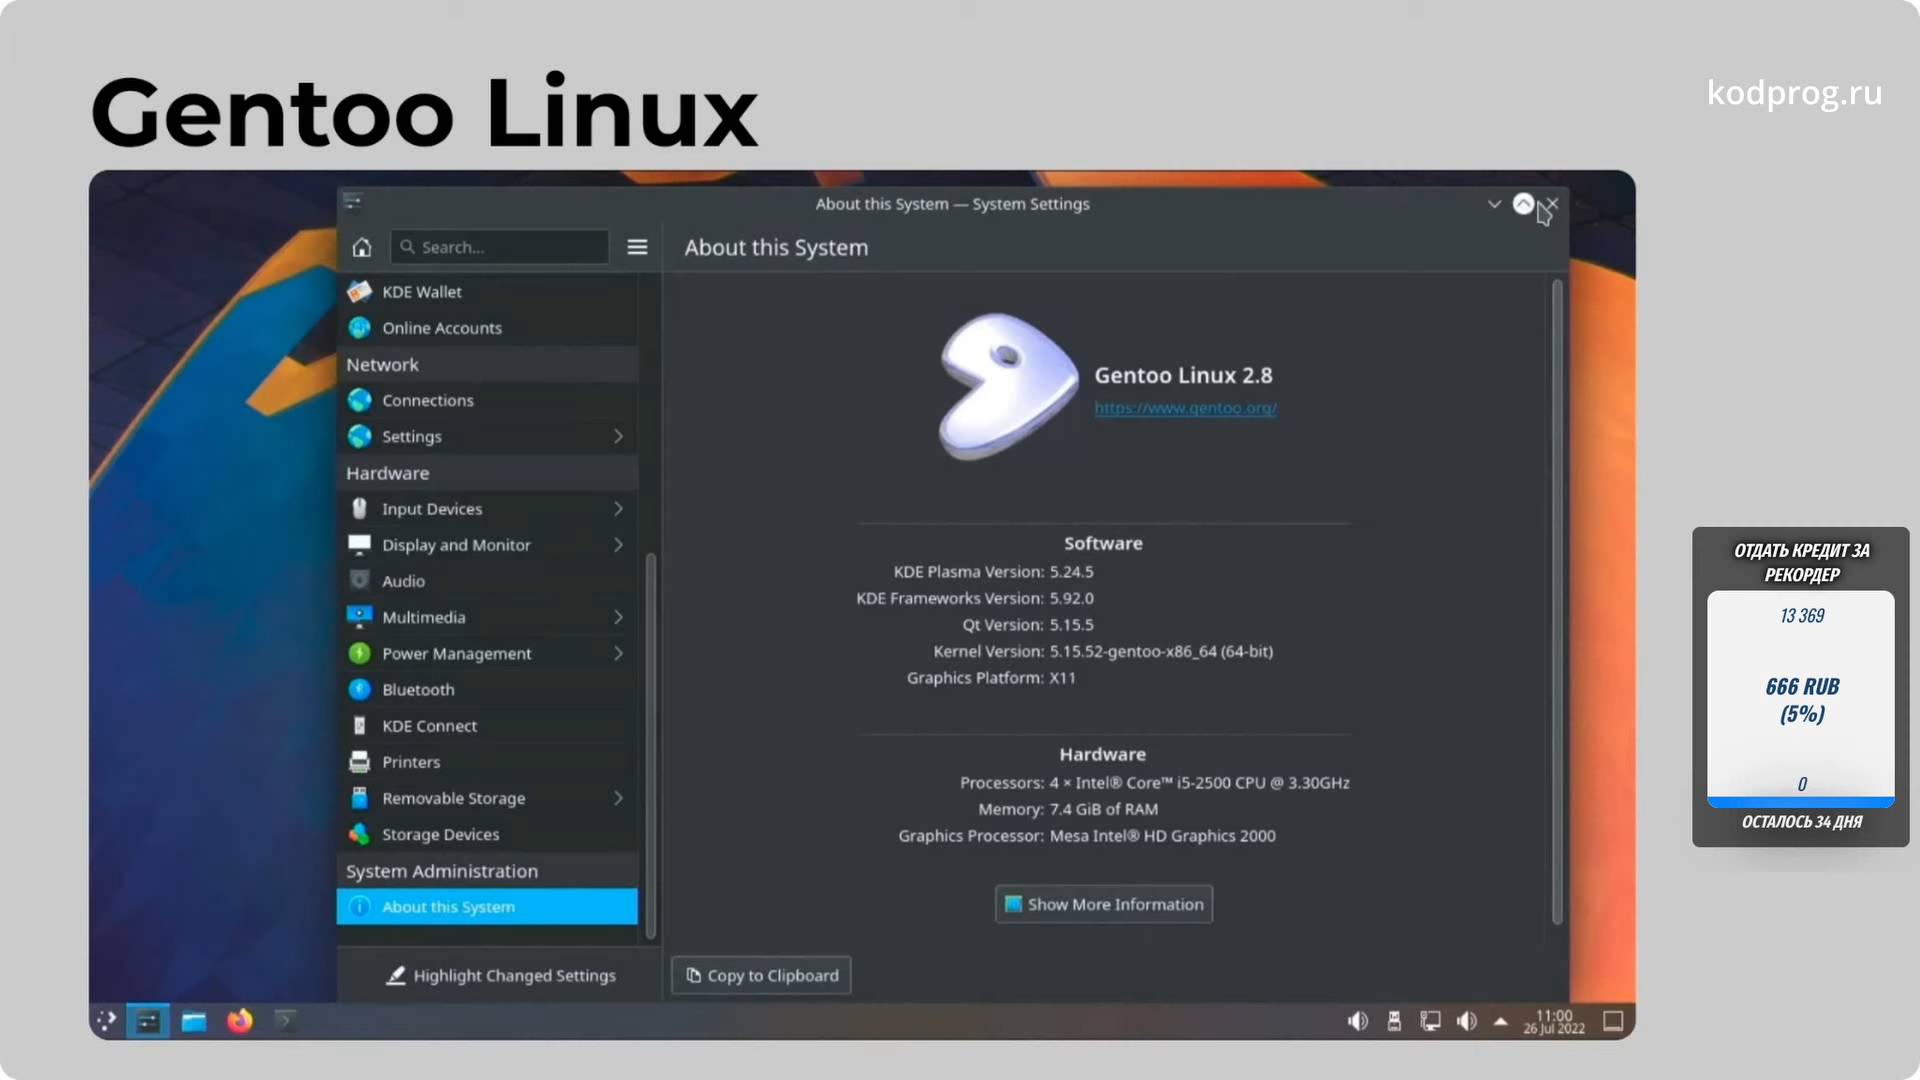 Gentoo Linux
kodprog.ru
About this System — System Settings
Search...
About this System
KDE Wallet
Online Accounts
Network
Connections
Settings
Hardware
Input Devices
Display and Monitor
Audio
Multimedia
Power Management
Bluetooth
KDE Connect
Printers
Removable Storage
Storage Devices
System Administration
About this System
Highlight Changed Settings
Gentoo Linux 2.8
https://www.gentoo.org/
Software
KDE Plasma Version: 5.24.5
KDE Frameworks Version: 5.92.0
Qt Version: 5.15.5
Kernel Version: 5.15.52-gentoo-x86_64 (64-bit)
Graphics Platform: X11
Hardware
Processors: 4 × Intel® Core™ i5-2500 CPU @ 3.30GHz
Memory: 7.4 GiB of RAM
Graphics Processor: Mesa Intel® HD Graphics 2000
Show More Information
Copy to Clipboard
11:00
26 Jul 2022
ОТДАТЬ КРЕДИТ ЗА
РЕКОРДЕР
13 369
666 RUB
(5%)
0
ОСТАЛОСЬ 34 ДНЯ